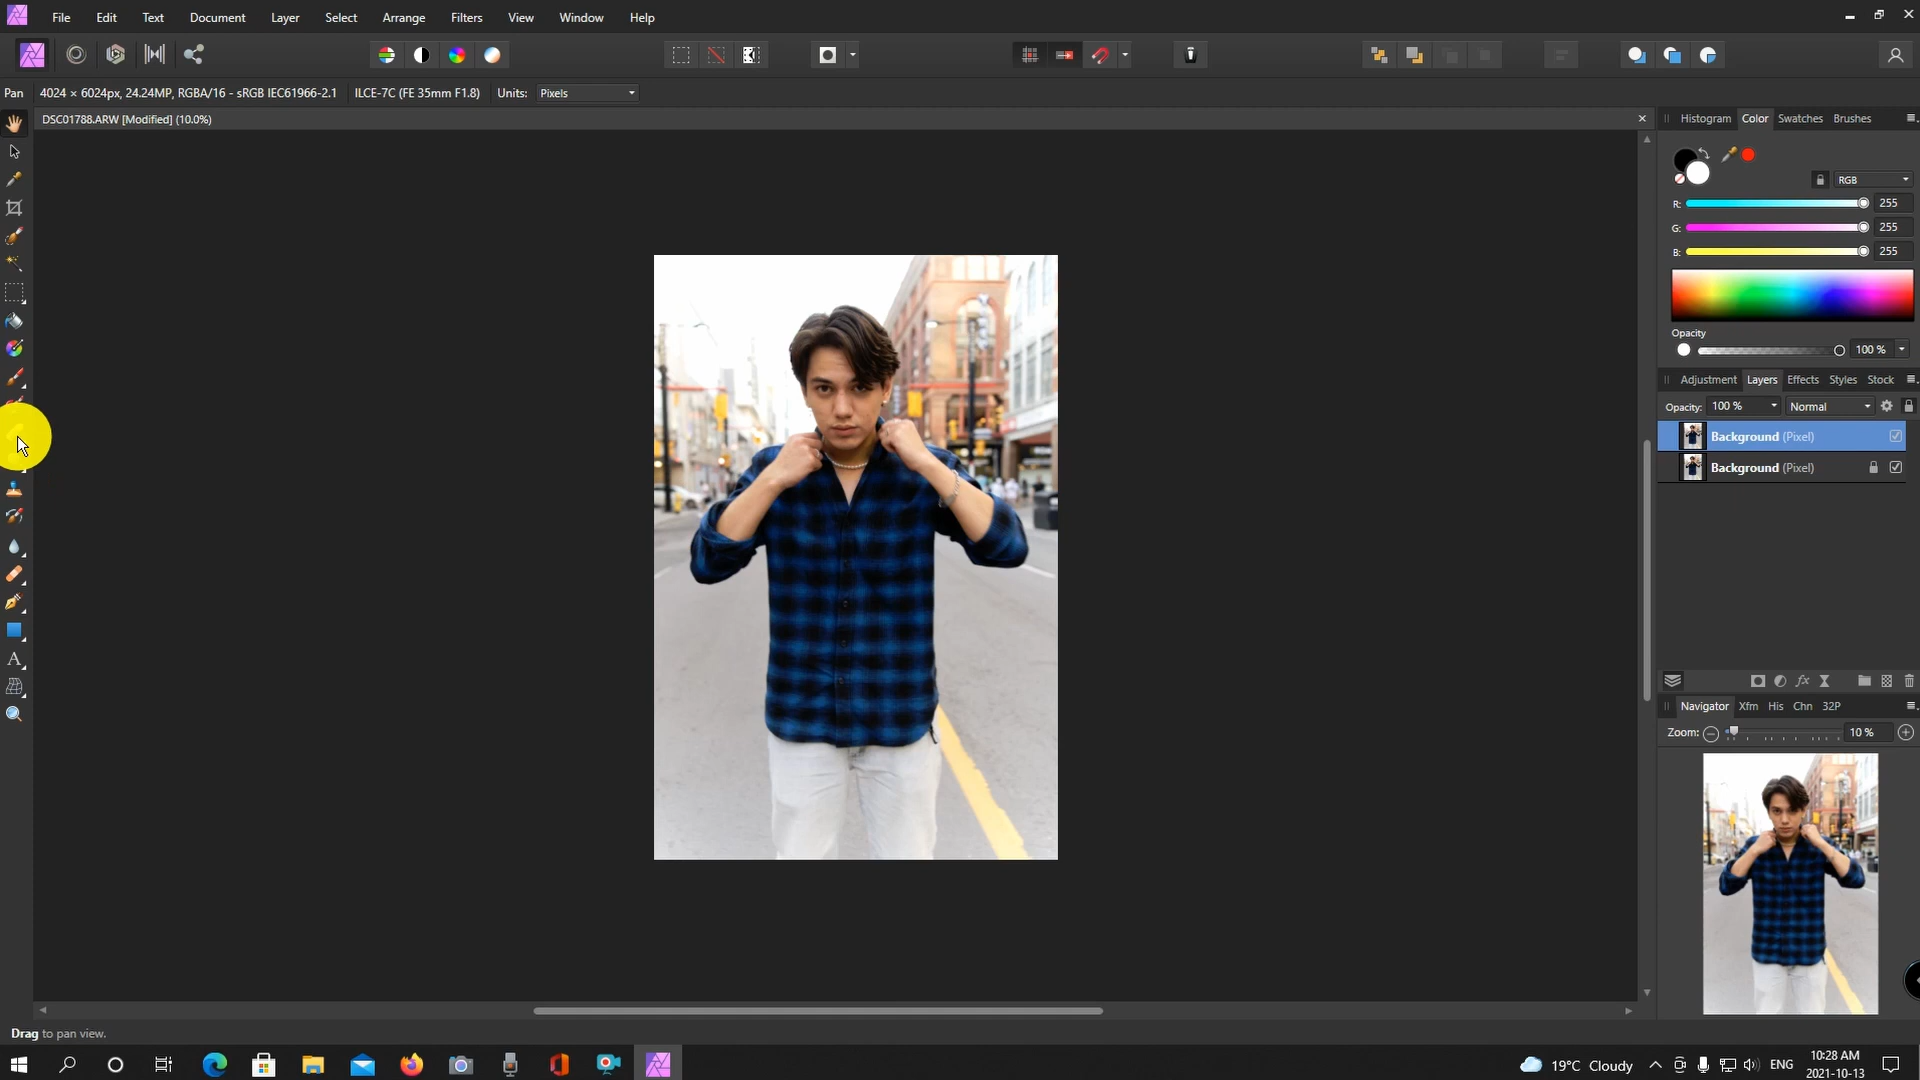 File Edit Text Document Layer Select Arrange Filters View Window Help
Pan 4024 × 6024px, 24.24MP, RGBA/16 - sRGB IEC61966-2.1 ILCE-7C (FE 35mm F1.8) Units: Pixels
DSC01788.ARW [Modified] (10.0%)
Histogram Color Swatches Brushes
RGB
R: 255
G: 255
B: 255
Opacity
100 %
Adjustment Layers Effects Styles Stock
Opacity: 100 % Normal
Background (Pixel)
Background (Pixel)
Navigator Xfm His Chn 32P
Zoom: 10 %
Drag to pan view.
19°C Cloudy ENG 10:28 AM
2021-10-13